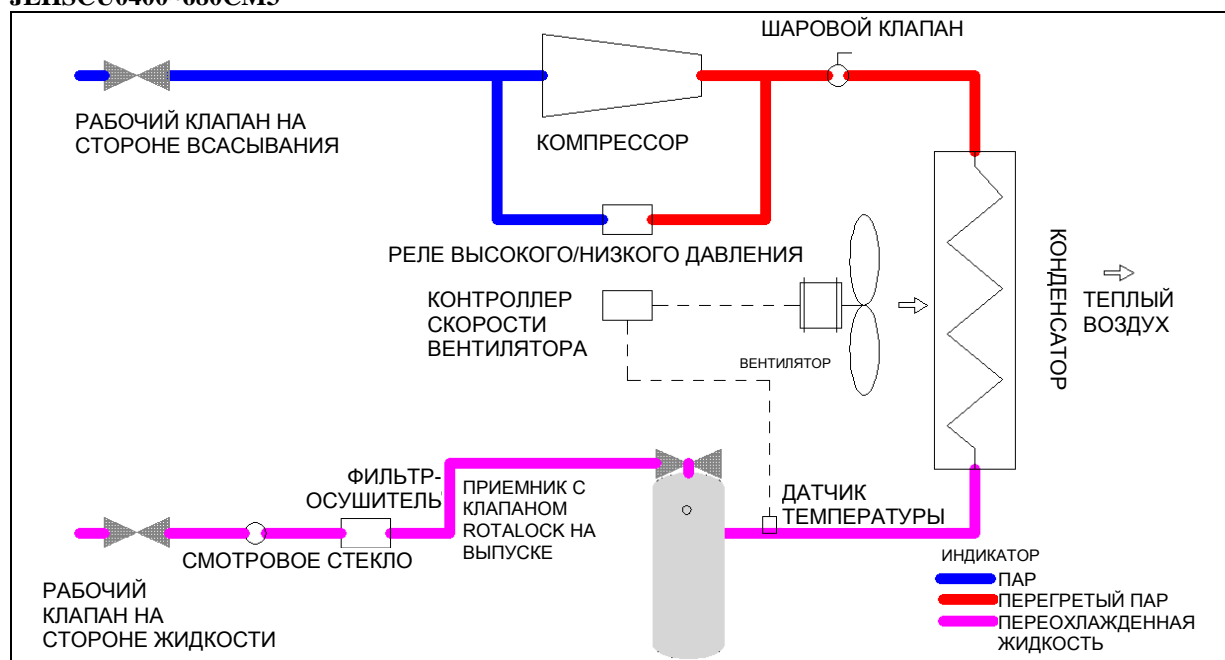 JEHSCU0400~680CM3
ШАРОВОЙ КЛАПАН
РАБОЧИЙ КЛАПАН НА
СТОРОНЕ ВСАСЫВАНИЯ
КОМПРЕССОР
РЕЛЕ ВЫСОКОГО/НИЗКОГО ДАВЛЕНИЯ
КОНТРОЛЛЕР
СКОРОСТИ
ВЕНТИЛЯТОРА
ВЕНТИЛЯТОР
КОНДЕНСАТОР
ТЕПЛЫЙ
ВОЗДУХ
ФИЛЬТР-
ОСУШИТЕЛЬ
ПРИЕМНИК С
КЛАПАНОМ
ROTALOCK НА
ВЫПУСКЕ
ДАТЧИК
ТЕМПЕРАТУРЫ
СМОТРОВОЕ СТЕКЛО
РАБОЧИЙ
КЛАПАН НА
СТОРОНЕ ЖИДКОСТИ
ИНДИКАТОР
ПАР
ПЕРЕГРЕТЫЙ ПАР
ПЕРЕОХЛАЖДЕННАЯ
ЖИДКОСТЬ